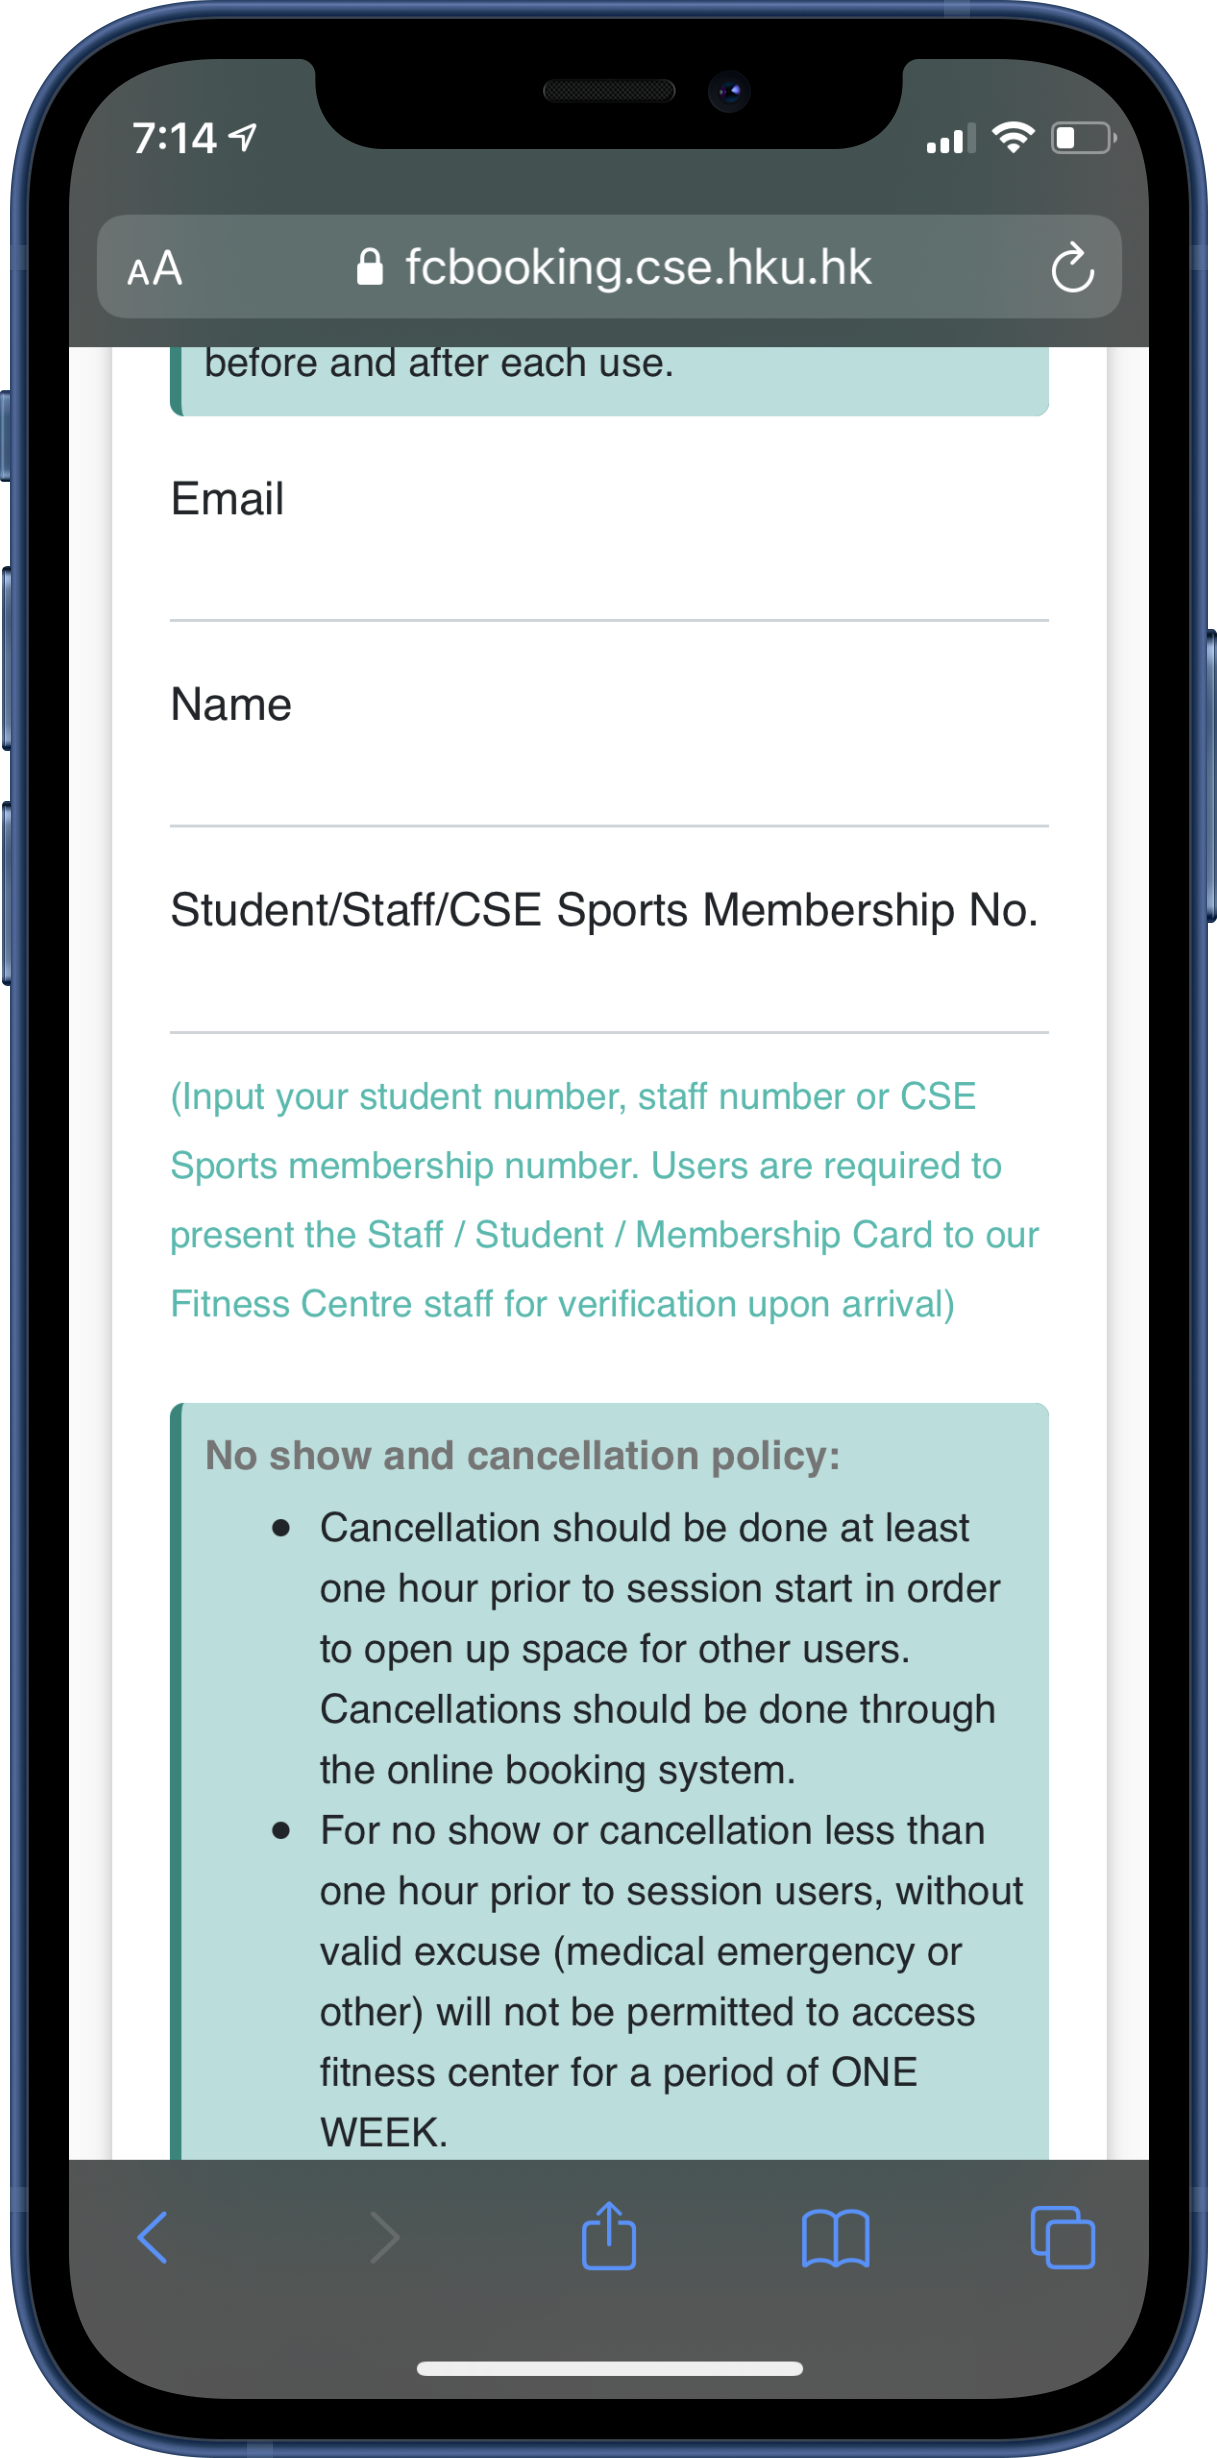 7:14
AA fcbooking.cse.hku.hk
before and after each use.
Email
Name
Student/Staff/CSE Sports Membership No.
(Input your student number, staff number or CSE
Sports membership number. Users are required to
present the Staff / Student / Membership Card to our
Fitness Centre staff for verification upon arrival)
No show and cancellation policy:
• Cancellation should be done at least
one hour prior to session start in order
to open up space for other users.
Cancellations should be done through
the online booking system.
• For no show or cancellation less than
one hour prior to session users, without
valid excuse (medical emergency or
other) will not be permitted to access
fitness center for a period of ONE
WEEK.